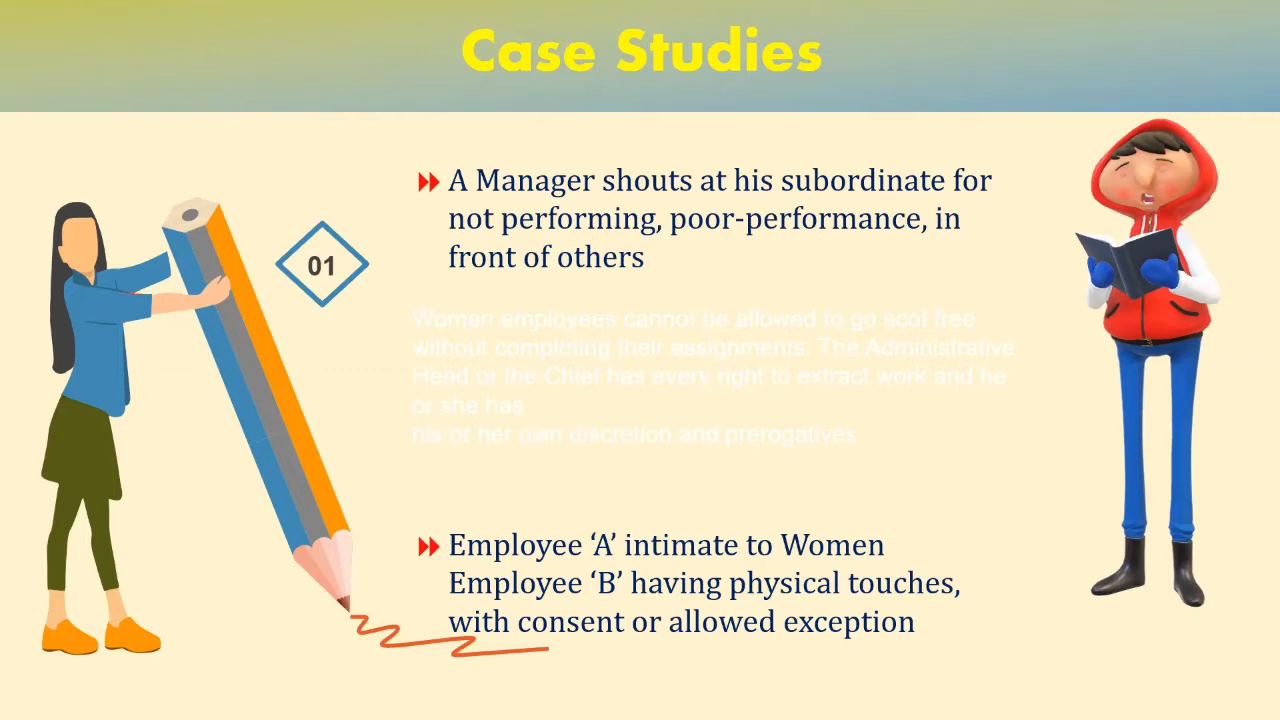 Case Studies
A Manager shouts at his subordinate for
not performing, poor-performance, in
front of others
01
Women employees cannot be allowed to go scot free
without completing their assignments. The Administrative
Head or the Chief has every right to extract work and he
or she has
his or her own discretion and prerogatives
Employee ‘A’ intimate to Women
Employee ‘B’ having physical touches,
with consent or allowed exception